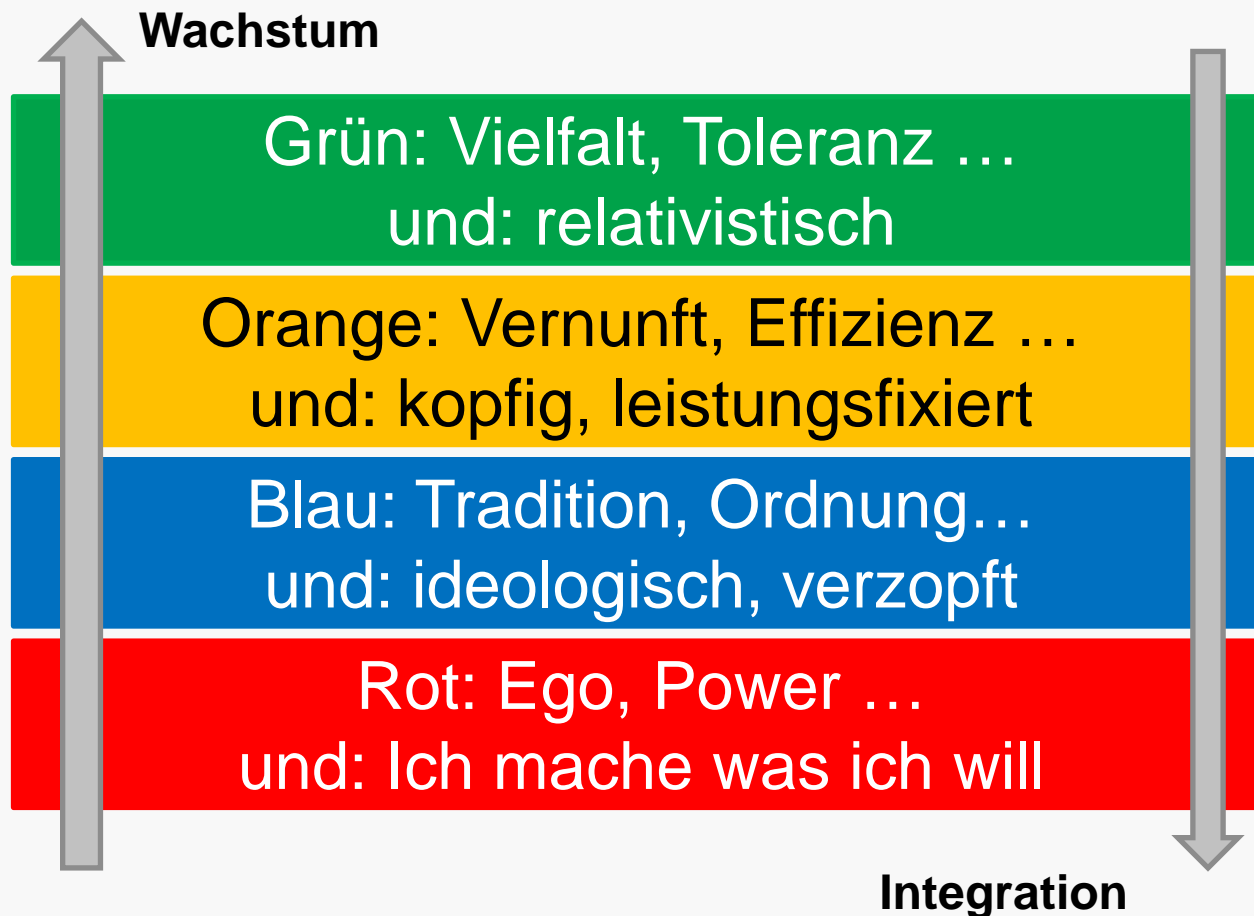 Wachstum
Grün: Vielfalt, Toleranz …
und: relativistisch
Orange: Vernunft, Effizienz …
und: kopfig, leistungsfixiert
Blau: Tradition, Ordnung…
und: ideologisch, verzopft
Rot: Ego, Power …
und: Ich mache was ich will
Integration